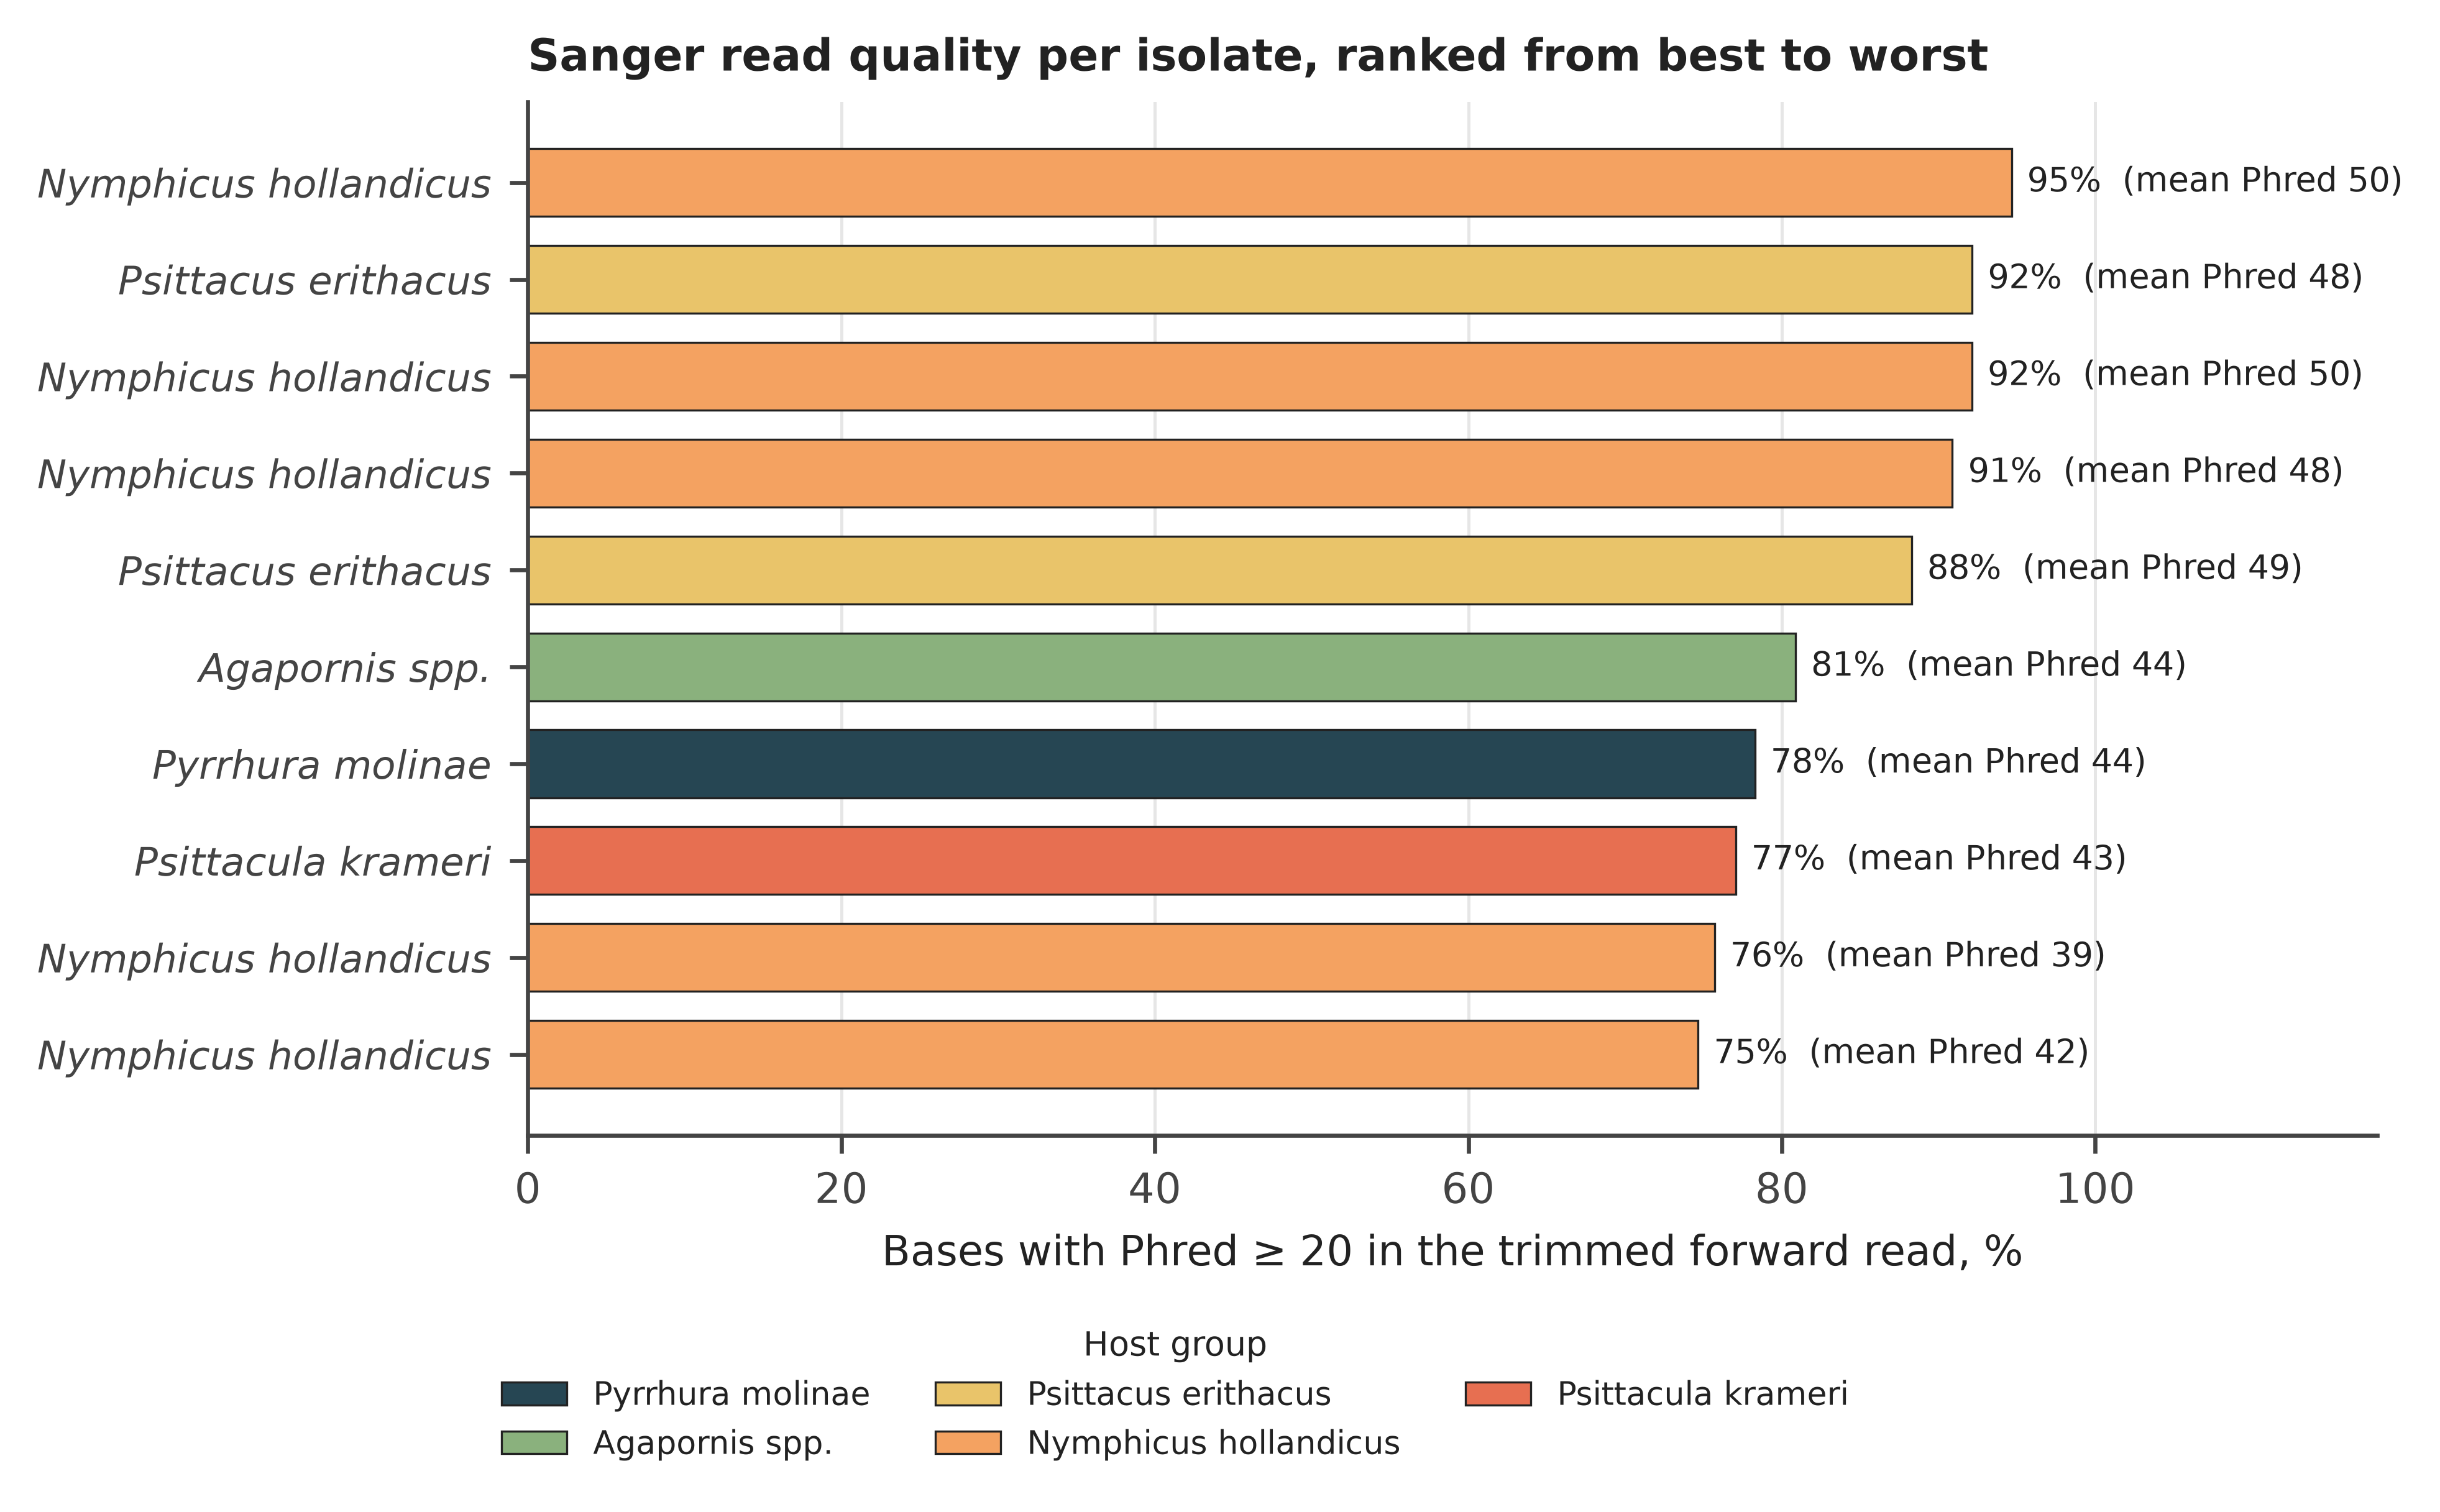 Sanger read quality per isolate, ranked from best to worst
Nymphicus hollandicus 95% (mean Phred 50)
Psittacus erithacus 92% (mean Phred 48)
Nymphicus hollandicus 92% (mean Phred 50)
Nymphicus hollandicus 91% (mean Phred 48)
Psittacus erithacus 88% (mean Phred 49)
Agapornis spp. 81% (mean Phred 44)
Pyrrhura molinae 78% (mean Phred 44)
Psittacula krameri 77% (mean Phred 43)
Nymphicus hollandicus 76% (mean Phred 39)
Nymphicus hollandicus 75% (mean Phred 42)
0 20 40 60 80 100
Bases with Phred ≥ 20 in the trimmed forward read, %
Host group
Pyrrhura molinae Psittacus erithacus Psittacula krameri
Agapornis spp. Nymphicus hollandicus